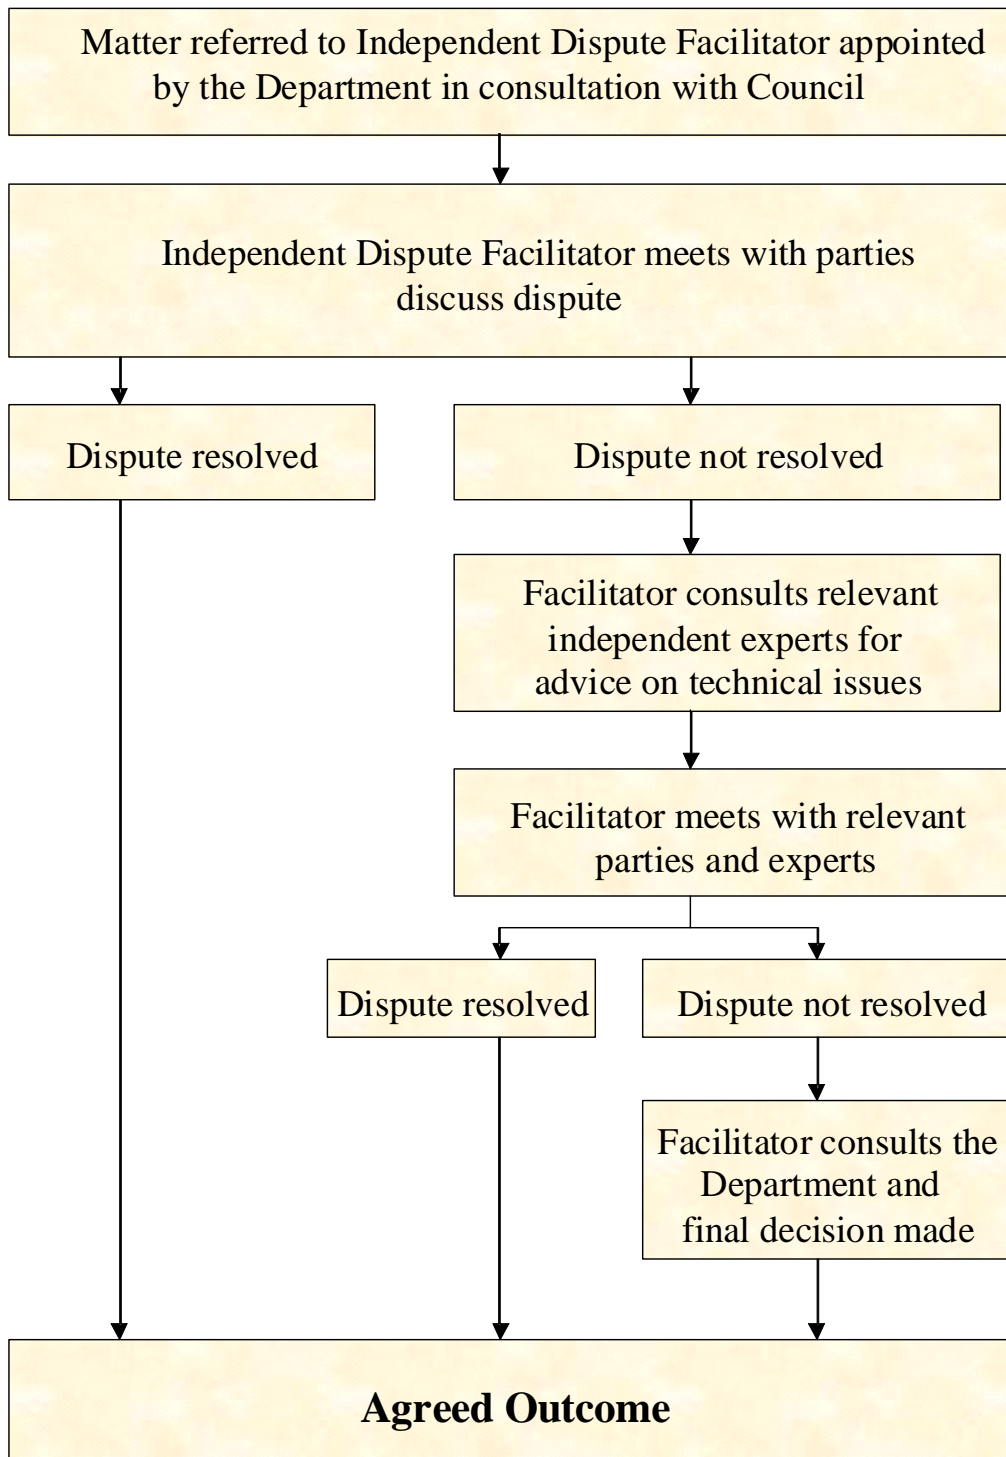 Matter referred to Independent Dispute Facilitator appointed
by the Department in consultation with Council
Independent Dispute Facilitator meets with parties
discuss dispute
Dispute resolved
Dispute not resolved
Facilitator consults relevant
independent experts for
advice on technical issues
Facilitator meets with relevant
parties and experts
Dispute resolved
Dispute not resolved
Facilitator consults the
Department and
final decision made
Agreed Outcome